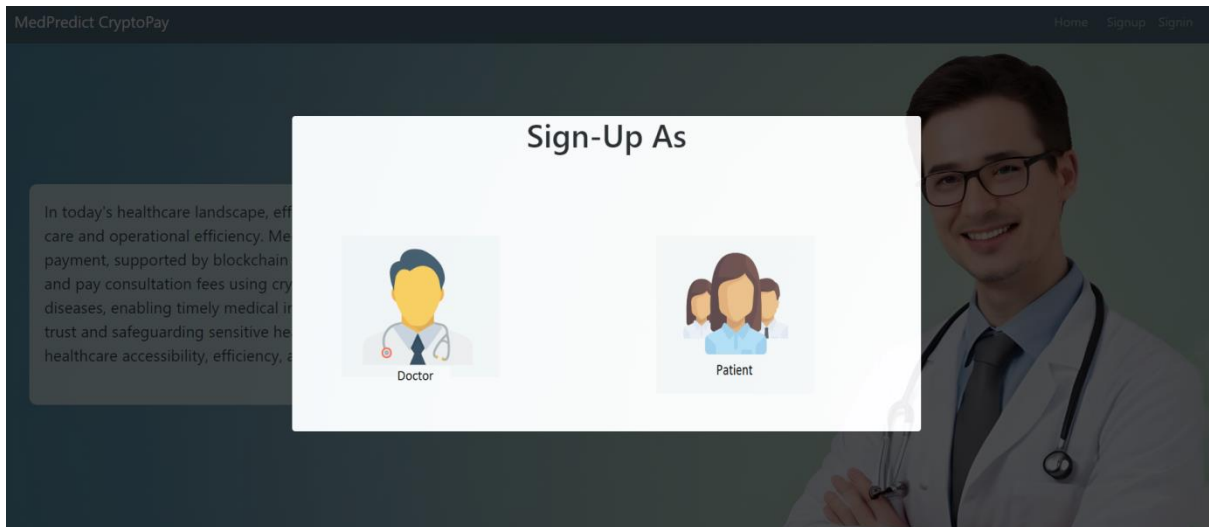 MedPredict CryptoPay
Home Signup Signin
Sign-Up As
In today's healthcare landscape, eff
care and operational efficiency. Me
payment, supported by blockchain
and pay consultation fees using cry
diseases, enabling timely medical in
trust and safeguarding sensitive he
healthcare accessibility, efficiency, a
Doctor
Patient